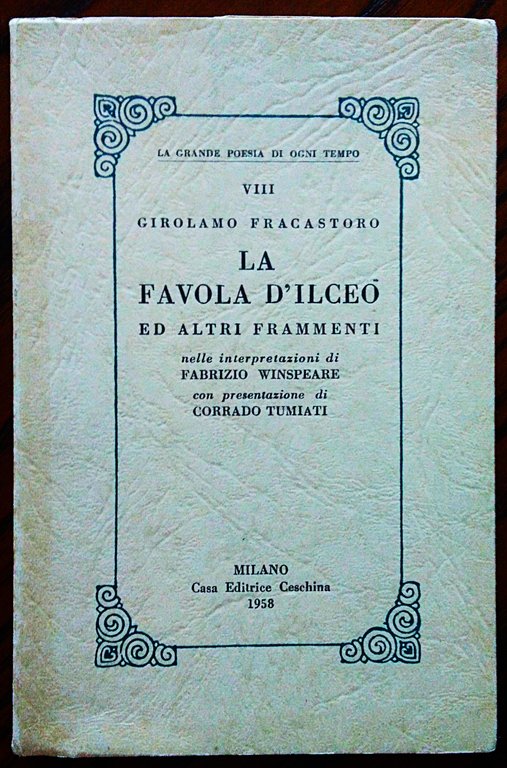 LA GRANDE POESIA DI OGNI TEMPO
VIII
GIROLAMO FRACASTORO
LA
FAVOLA D'ILCEO
ED ALTRI FRAMMENTI
nelle interpretazioni di
FABRIZIO WINSPEARE
con presentazione di
CORRADO TUMIATI
MILANO
Casa Editrice Ceschina
1958